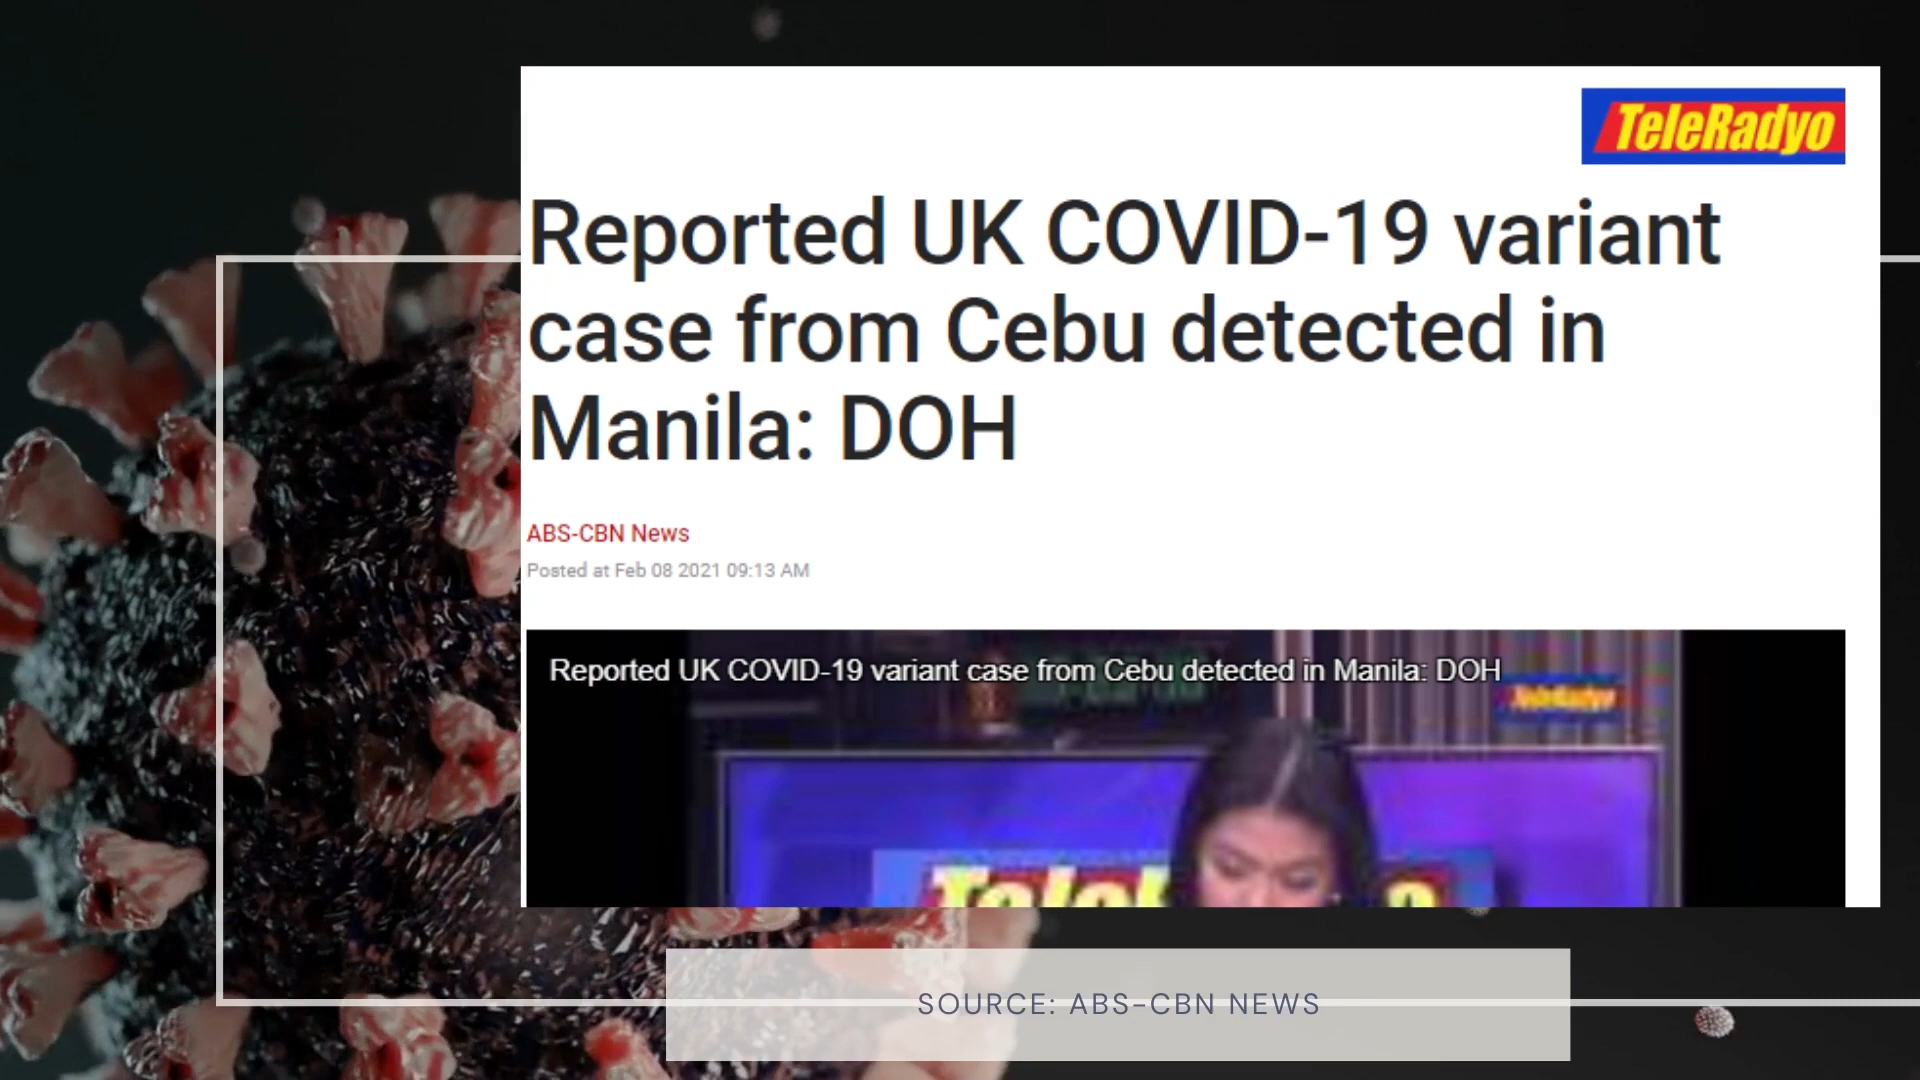 TeleRadyo
Reported UK COVID-19 variant
case from Cebu detected in
Manila: DOH
ABS-CBN News
Posted at Feb 08 2021 09:13 AM
Reported UK COVID-19 variant case from Cebu detected in Manila: DOH
TeleRadyo
SOURCE: ABS-CBN NEWS